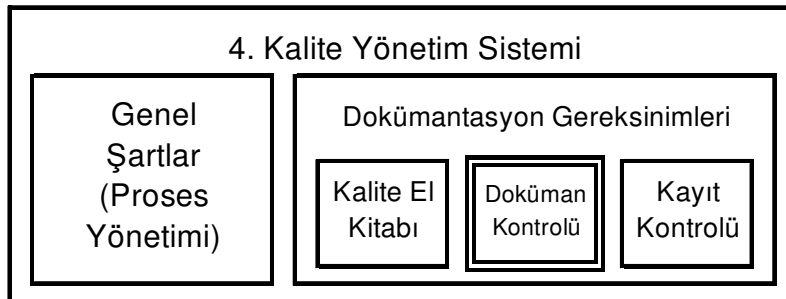 4. Kalite Yönetim Sistemi
Genel
Şartlar
(Proses
Yönetimi)
Dokümantasyon Gereksinimleri
Kalite El
Kitabı
Doküman
Kontrolü
Kayıt
Kontrolü